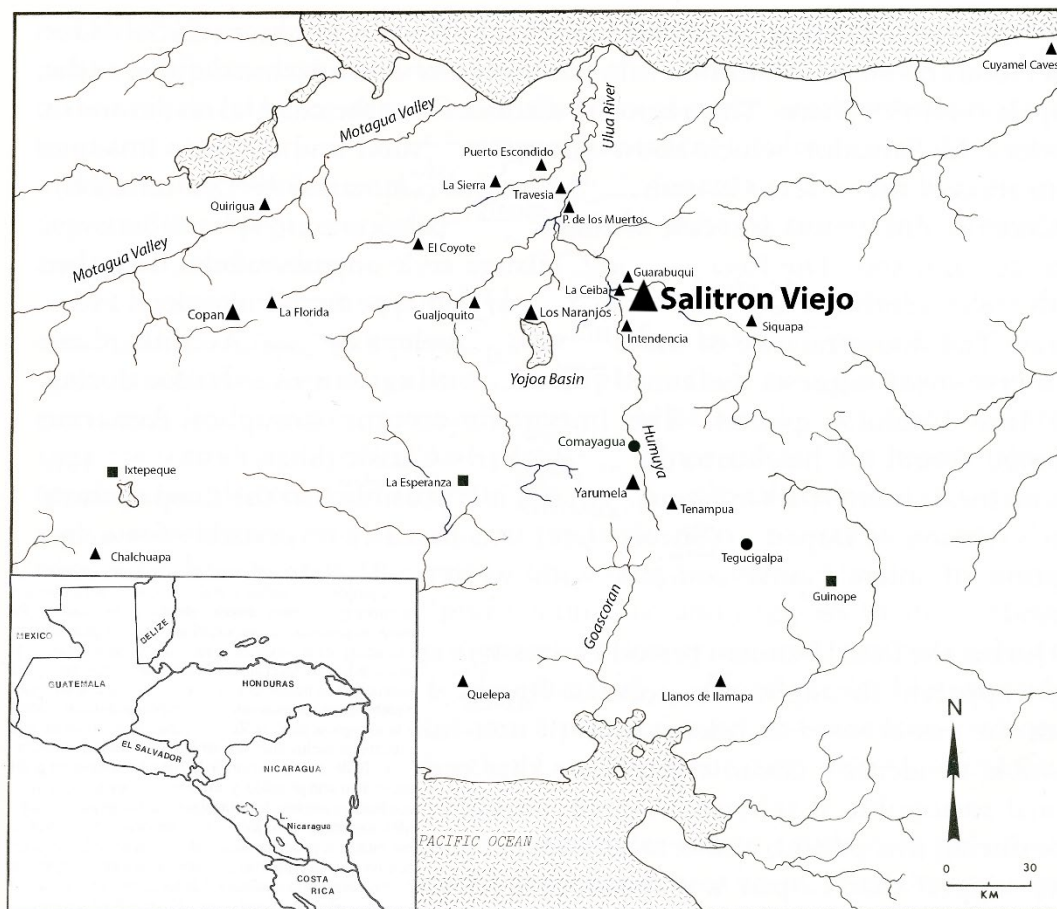 Cuyamel Caves
Motagua Valley
Ulua River
Puerto Escondido
La Sierra
Travesia
Quirigua
P. de los Muertos
El Coyote
Motagua Valley
Guarabuqui
La Ceiba
Salitron Viejo
Copan
La Florida
Gualjoquito
Los Naranjos
Siquapa
Intendencia
Yojoa Basin
Comayagua
Humuya
Ixtepeque
La Esperanza
Yarumela
Tenampua
Chalchuapa
Tegucigalpa
Guinope
Goascoran
Quelepa
Llanos de Ilamapa
MEXICO
BELIZE
GUATEMALA
HONDURAS
EL SALVADOR
NICARAGUA
L.
Nicaragua
COSTA
RICA
PACIFIC OCEAN
N
0 30
KM